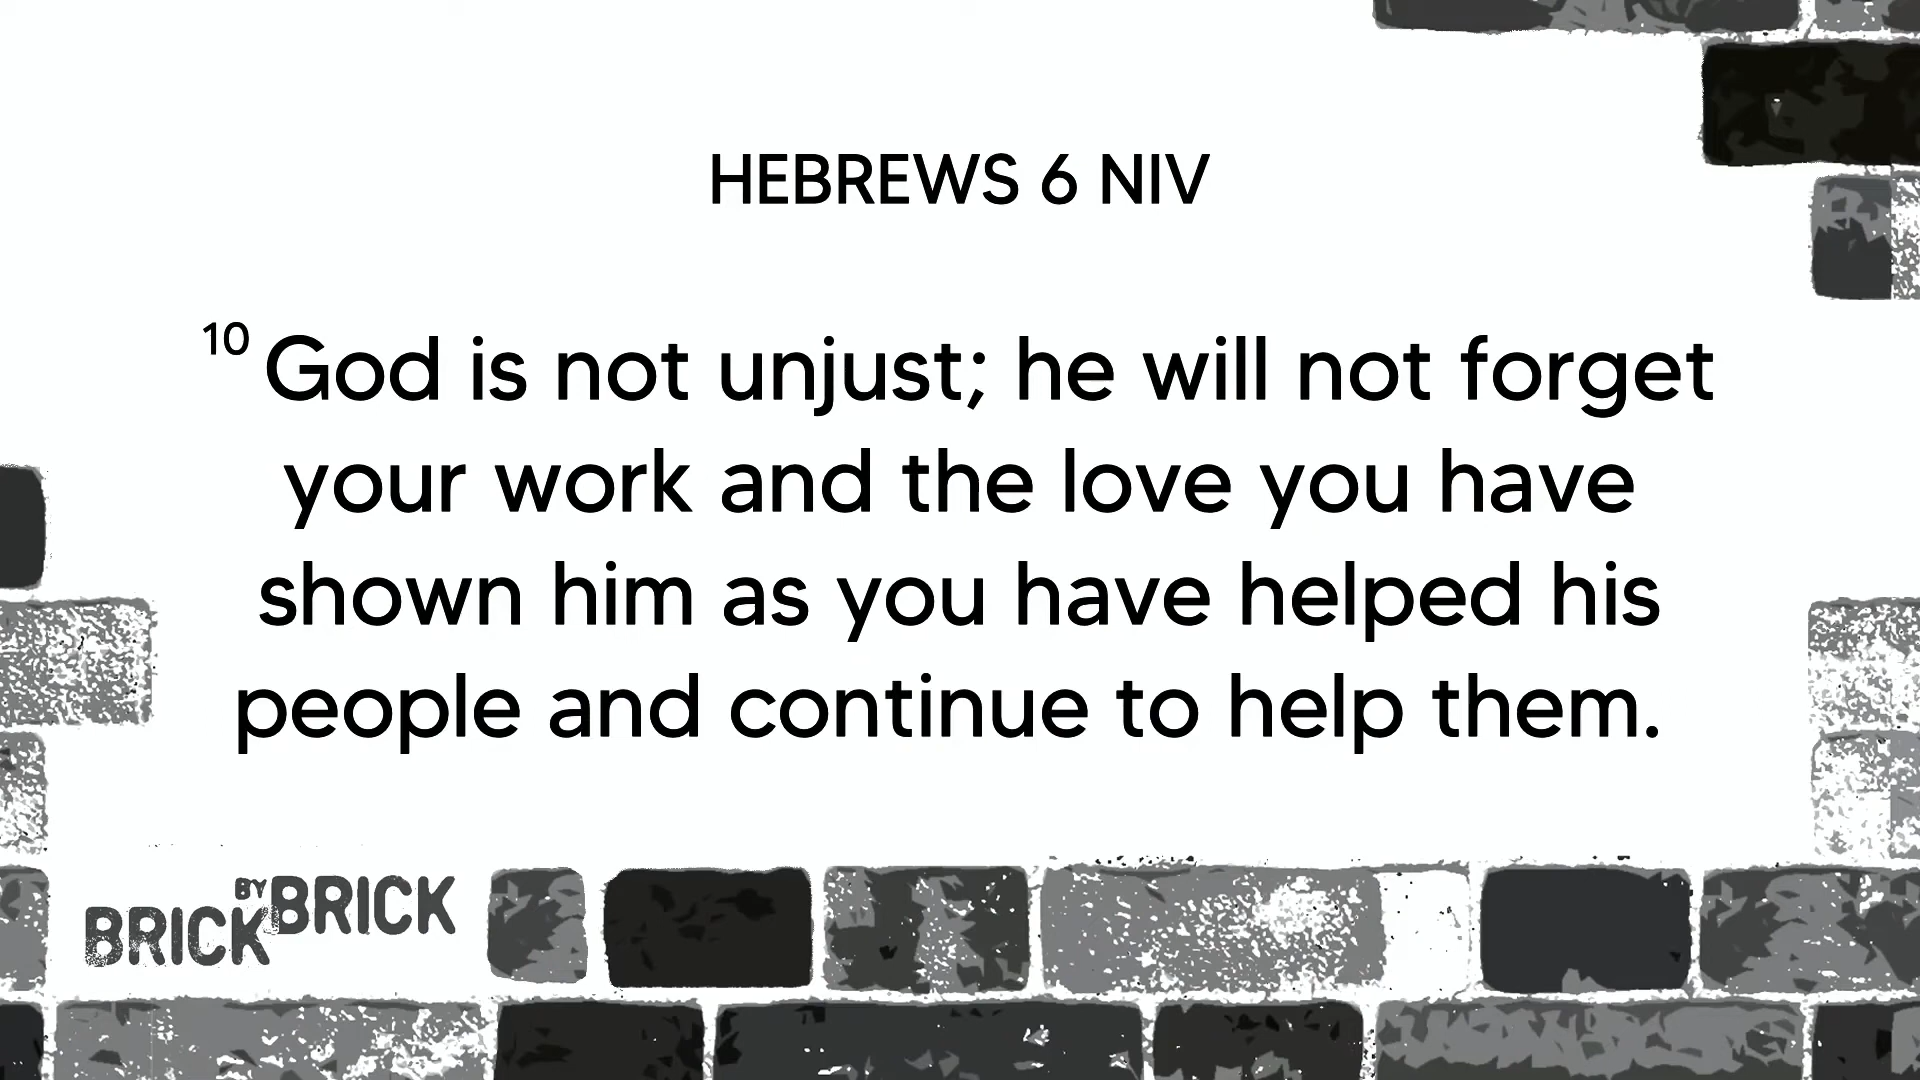 HEBREWS 6 NIV
10 God is not unjust; he will not forget
your work and the love you have
shown him as you have helped his
people and continue to help them.
BRICK BY BRICK